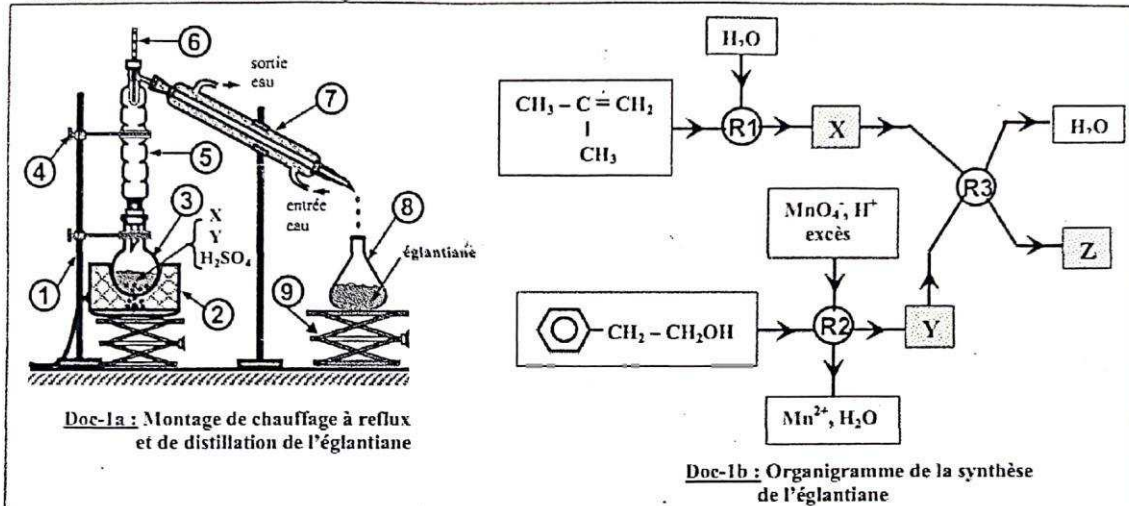 ⑥
sortie
eau
⑦
④
⑤
③
X
Y
H₂SO₄
entrée
eau
⑧
églantiane
①
②
⑨
Doc-1a : Montage de chauffage à reflux
et de distillation de l'églantiane
H₂O
CH₃ – C = CH₂
CH₃
R1
X
H₂O
R3
MnO₄⁻, H⁺
excès
Z
CH₂ – CH₂OH
R2
Y
Mn²⁺, H₂O
Doc-1b : Organigramme de la synthèse
de l'églantiane